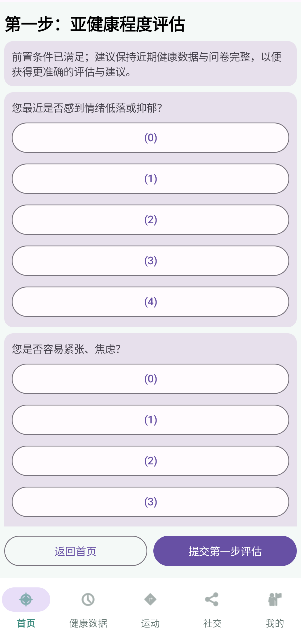 第一步：亚健康程度评估
前置条件已满足；建议保持近期健康数据与问卷完整，以便
获得更准确的评估与建议。
您最近是否感到情绪低落或抑郁？
(0)
(1)
(2)
(3)
(4)
您是否容易紧张、焦虑？
(0)
(1)
(2)
(3)
返回首页
提交第一步评估
首页
健康数据
运动
社交
我的